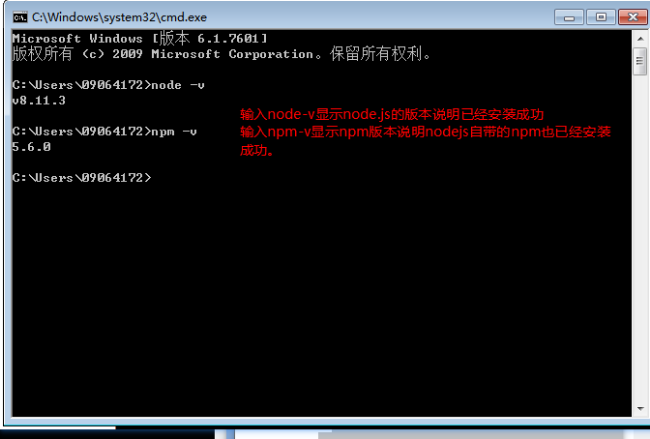 C:\Windows\system32\cmd.exe
Microsoft Windows [版本 6.1.7601]
版权所有 (c) 2009 Microsoft Corporation。保留所有权利。
C:\Users\09064172>node -v
v8.11.3
输入node-v显示node.js的版本说明已经安装成功
C:\Users\09064172>npm -v
输入npm-v显示npm版本说明nodejs自带的npm也已经安装
5.6.0
成功。
C:\Users\09064172>